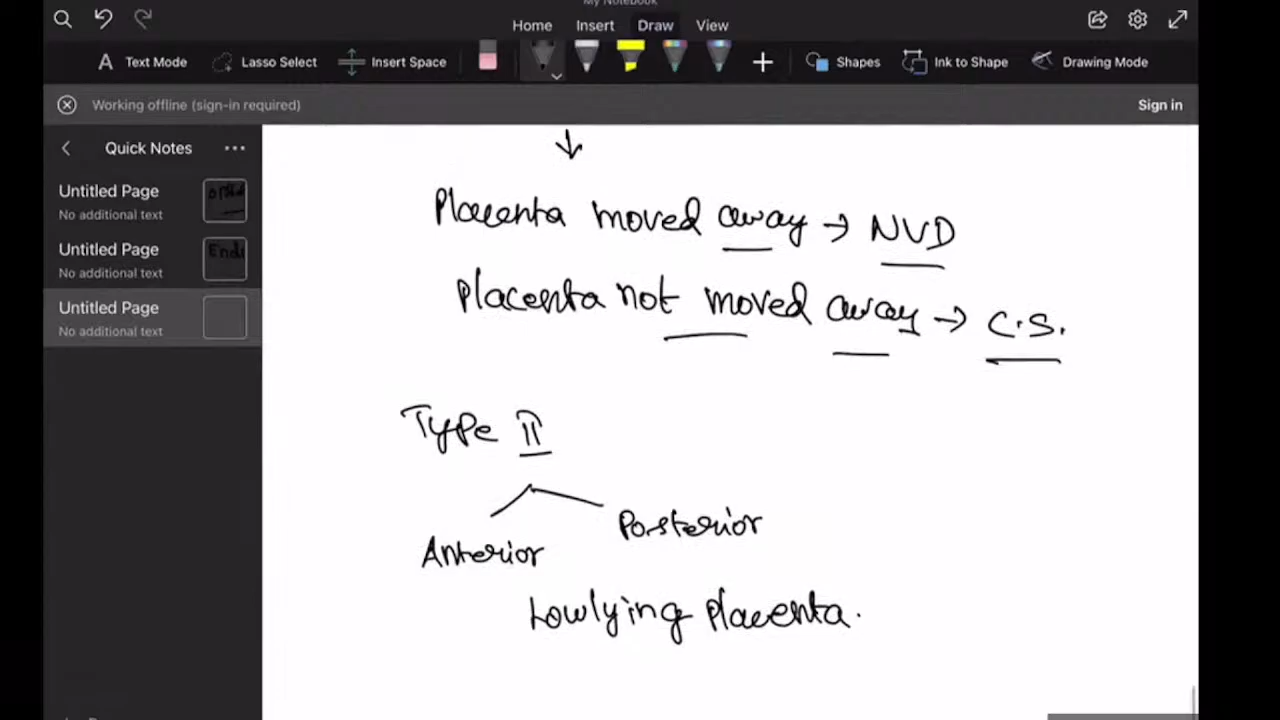 My Notebook
Home Insert Draw View
Text Mode Lasso Select Insert Space Shapes Ink to Shape Drawing Mode
Working offline (sign-in required) Sign in
Quick Notes
Untitled Page
No additional text
Untitled Page
No additional text
Untitled Page
No additional text
Placenta moved away → NVD
Placenta not moved away → C.S.
Type II
Anterior Posterior
Lowlying Placenta.